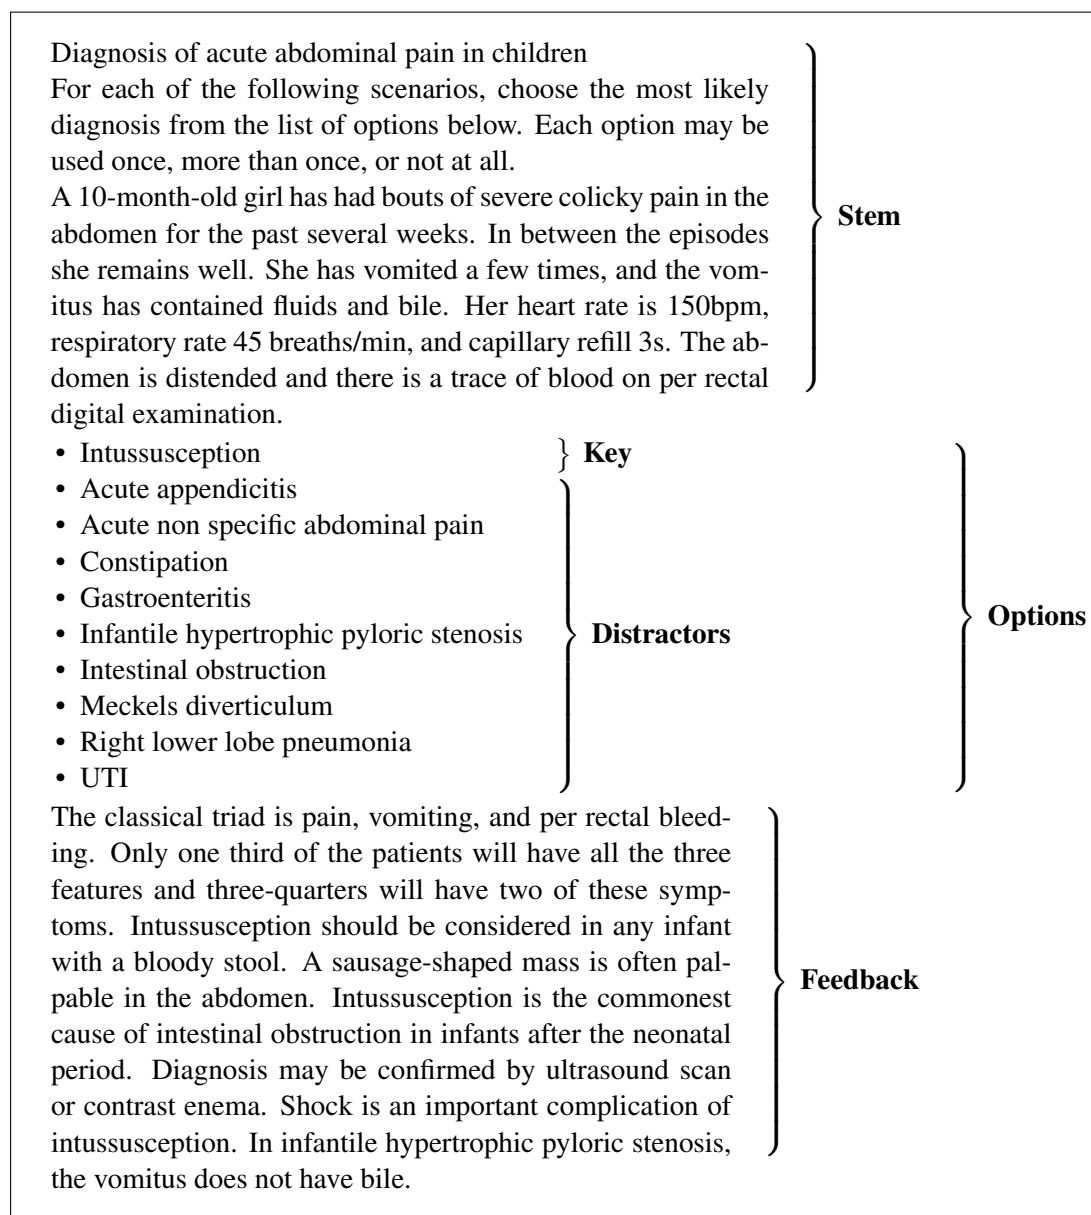 Diagnosis of acute abdominal pain in children
For each of the following scenarios, choose the most likely
diagnosis from the list of options below. Each option may be
used once, more than once, or not at all.
A 10-month-old girl has had bouts of severe colicky pain in the
abdomen for the past several weeks. In between the episodes
she remains well. She has vomited a few times, and the vom-
itus has contained fluids and bile. Her heart rate is 150bpm,
respiratory rate 45 breaths/min, and capillary refill 3s. The ab-
domen is distended and there is a trace of blood on per rectal
digital examination.
Stem
• Intussusception
Key
• Acute appendicitis
• Acute non specific abdominal pain
• Constipation
• Gastroenteritis
• Infantile hypertrophic pyloric stenosis
• Intestinal obstruction
• Meckels diverticulum
• Right lower lobe pneumonia
• UTI
Distractors
Options
The classical triad is pain, vomiting, and per rectal bleed-
ing. Only one third of the patients will have all the three
features and three-quarters will have two of these symp-
toms. Intussusception should be considered in any infant
with a bloody stool. A sausage-shaped mass is often pal-
pable in the abdomen. Intussusception is the commonest
cause of intestinal obstruction in infants after the neonatal
period. Diagnosis may be confirmed by ultrasound scan
or contrast enema. Shock is an important complication of
intussusception. In infantile hypertrophic pyloric stenosis,
the vomitus does not have bile.
Feedback